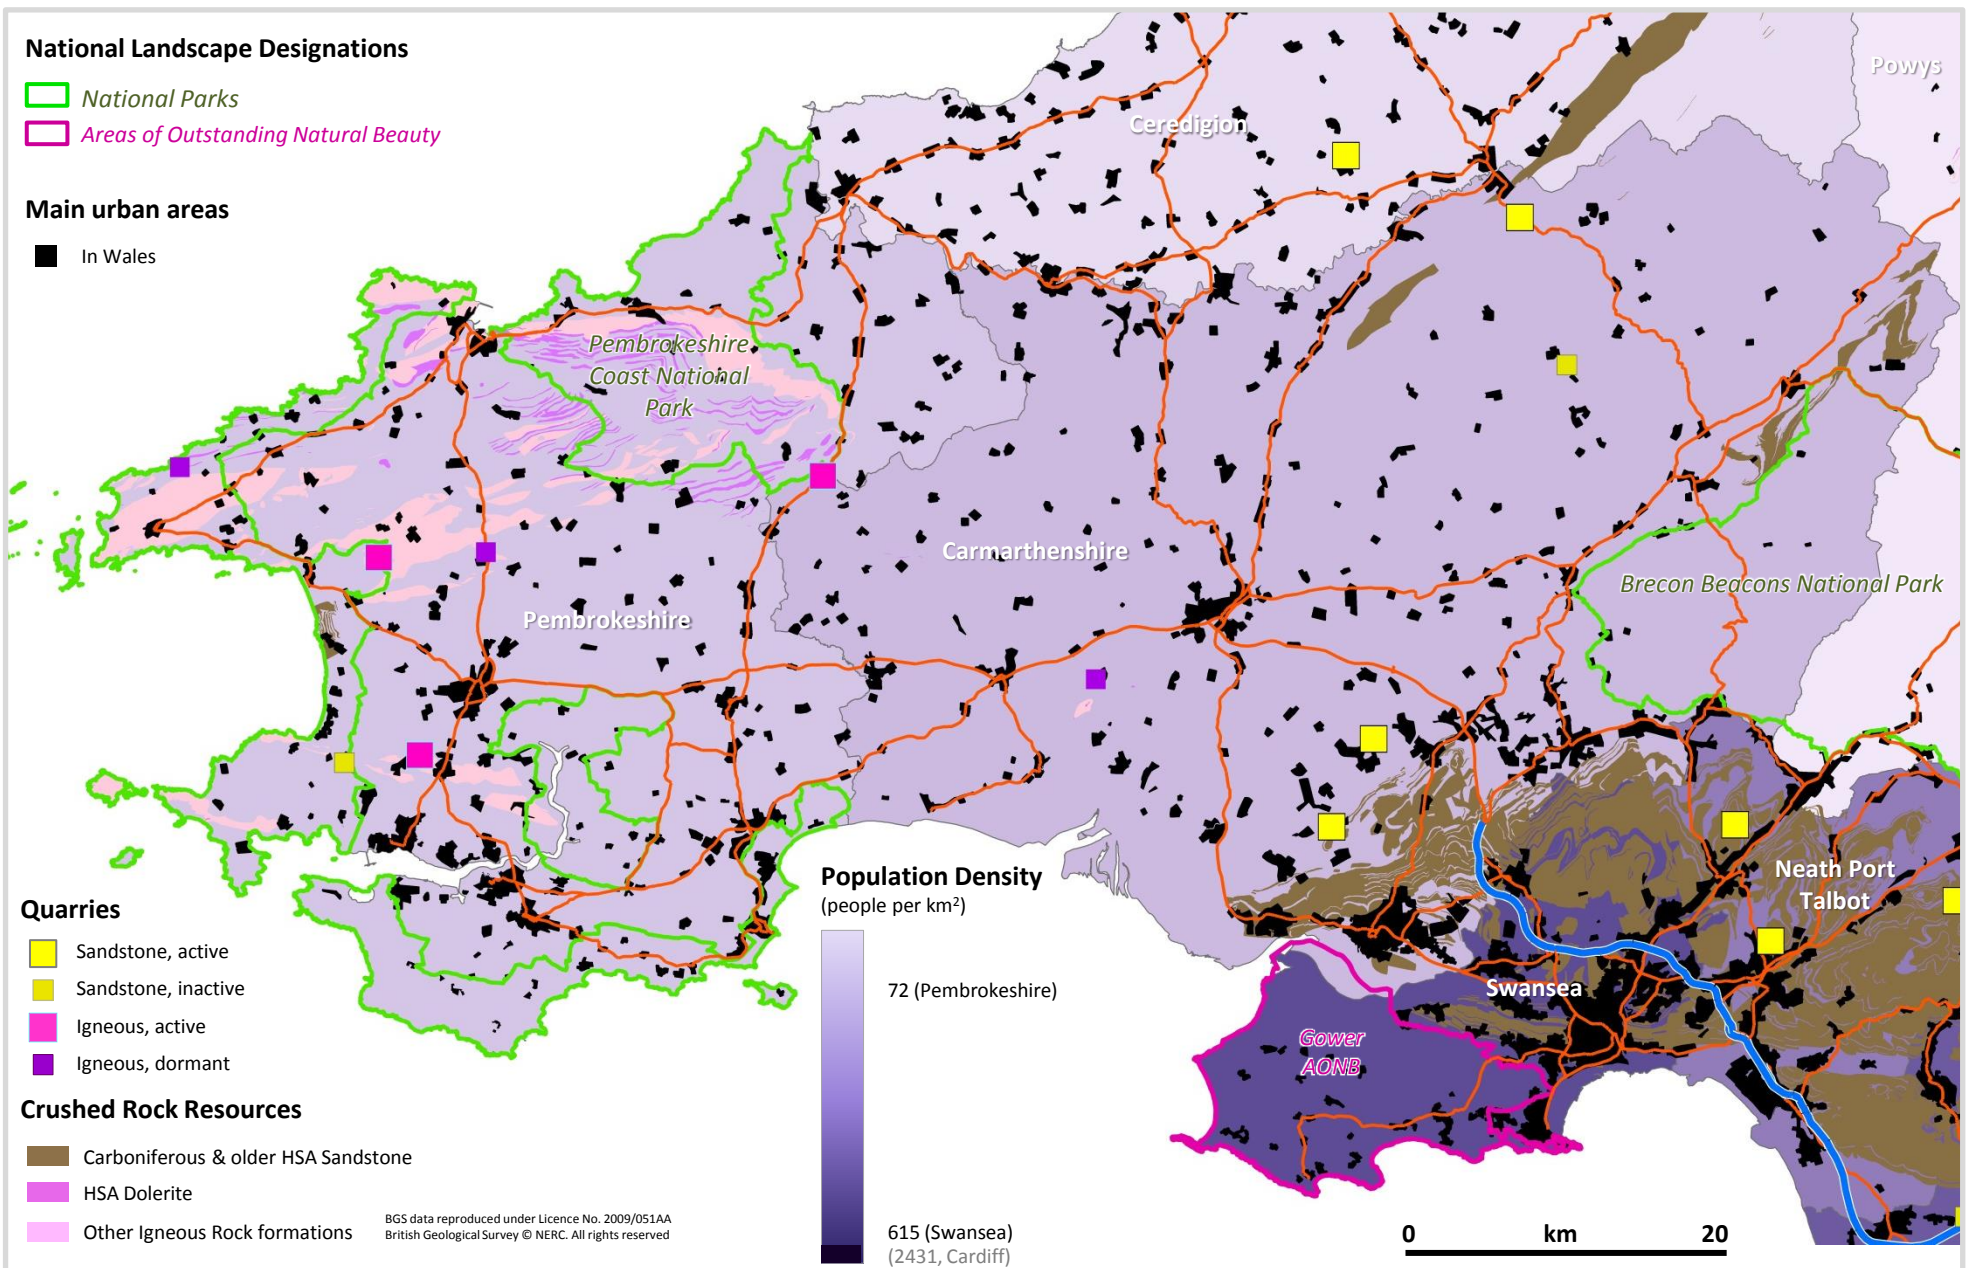 National Landscape Designations
National Parks
Areas of Outstanding Natural Beauty
Main urban areas
In Wales
Powys
Ceredigion
Pembrokeshire
Coast National
Park
Carmarthenshire
Brecon Beacons National Park
Pembrokeshire
Neath Port
Talbot
Swansea
Gower
AONB
Quarries
Sandstone, active
Sandstone, inactive
Igneous, active
Igneous, dormant
Crushed Rock Resources
Carboniferous & older HSA Sandstone
HSA Dolerite
Other Igneous Rock formations
BGS data reproduced under Licence No. 2009/051AA
British Geological Survey © NERC. All rights reserved
Population Density
(people per km²)
72 (Pembrokeshire)
615 (Swansea)
(2431, Cardiff)
0 km 20